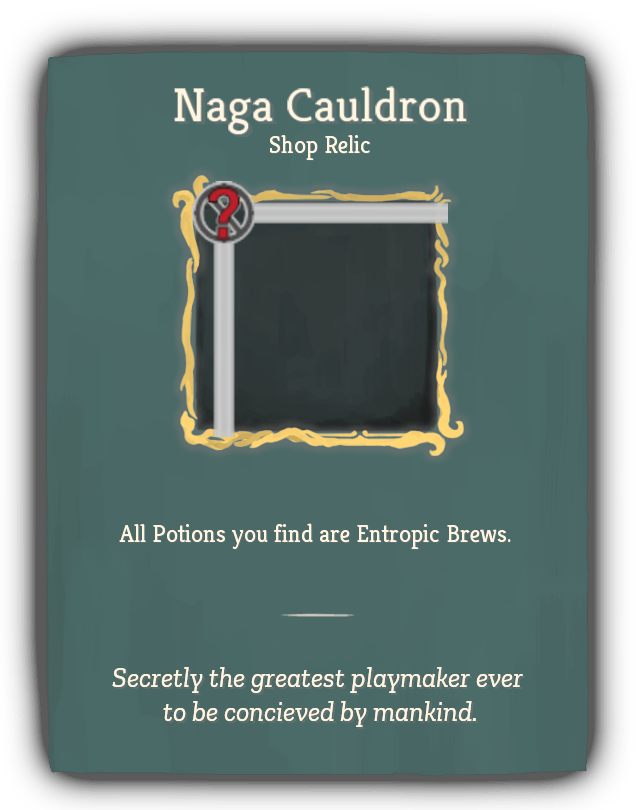 Naga Cauldron
Shop Relic
?
All Potions you find are Entropic Brews.
Secretly the greatest playmaker ever
to be concieved by mankind.